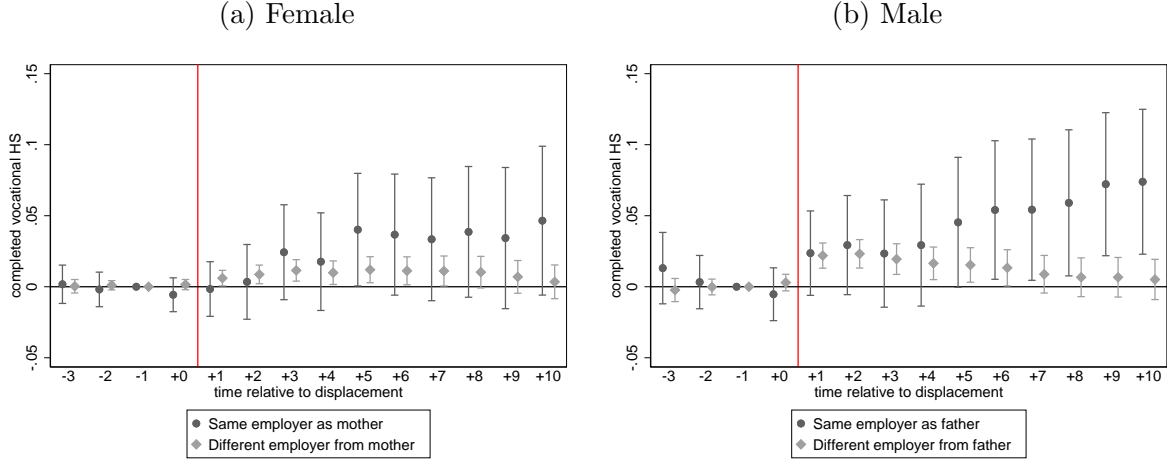 (a) Female
completed vocational HS
.15
.1
.05
0
-.05
-3 -2 -1 +0 +1 +2 +3 +4 +5 +6 +7 +8 +9 +10
time relative to displacement
Same employer as mother
Different employer from mother
(b) Male
completed vocational HS
.15
.1
.05
0
-.05
-3 -2 -1 +0 +1 +2 +3 +4 +5 +6 +7 +8 +9 +10
time relative to displacement
Same employer as father
Different employer from father